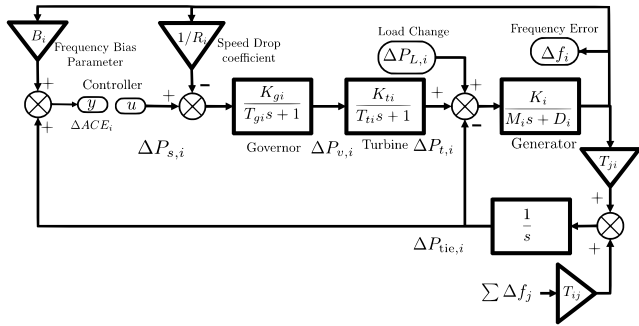 B_i
Frequency Bias
Parameter
1/R_i
Speed Drop
coefficient
Load Change
ΔP_{L,i}
Frequency Error
Δf_i
Controller
+
y
u
+
−
K_{gi}
T_{gi}s + 1
K_{ti}
T_{ti}s + 1
+
+
K_i
M_is + D_i
+
ΔACE_i
−
ΔP_{s,i}
Governor
ΔP_{v,i}
Turbine
ΔP_{t,i}
Generator
T_{ji}
+
1
s
+
ΔP_{tie,i}
∑ Δf_j
T_{ij}